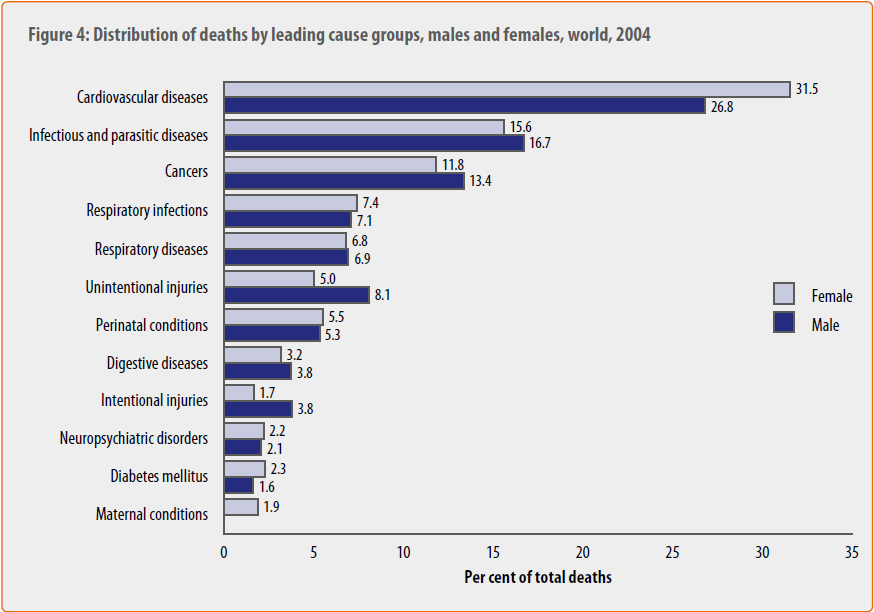 Figure 4: Distribution of deaths by leading cause groups, males and females, world, 2004
Cardiovascular diseases
31.5
26.8
Infectious and parasitic diseases
15.6
16.7
Cancers
11.8
13.4
Respiratory infections
7.4
7.1
Respiratory diseases
6.8
6.9
Unintentional injuries
5.0
8.1
Perinatal conditions
5.5
5.3
Digestive diseases
3.2
3.8
Intentional injuries
1.7
3.8
Neuropsychiatric disorders
2.2
2.1
Diabetes mellitus
2.3
1.6
Maternal conditions
1.9
Female
Male
0 5 10 15 20 25 30 35
Per cent of total deaths